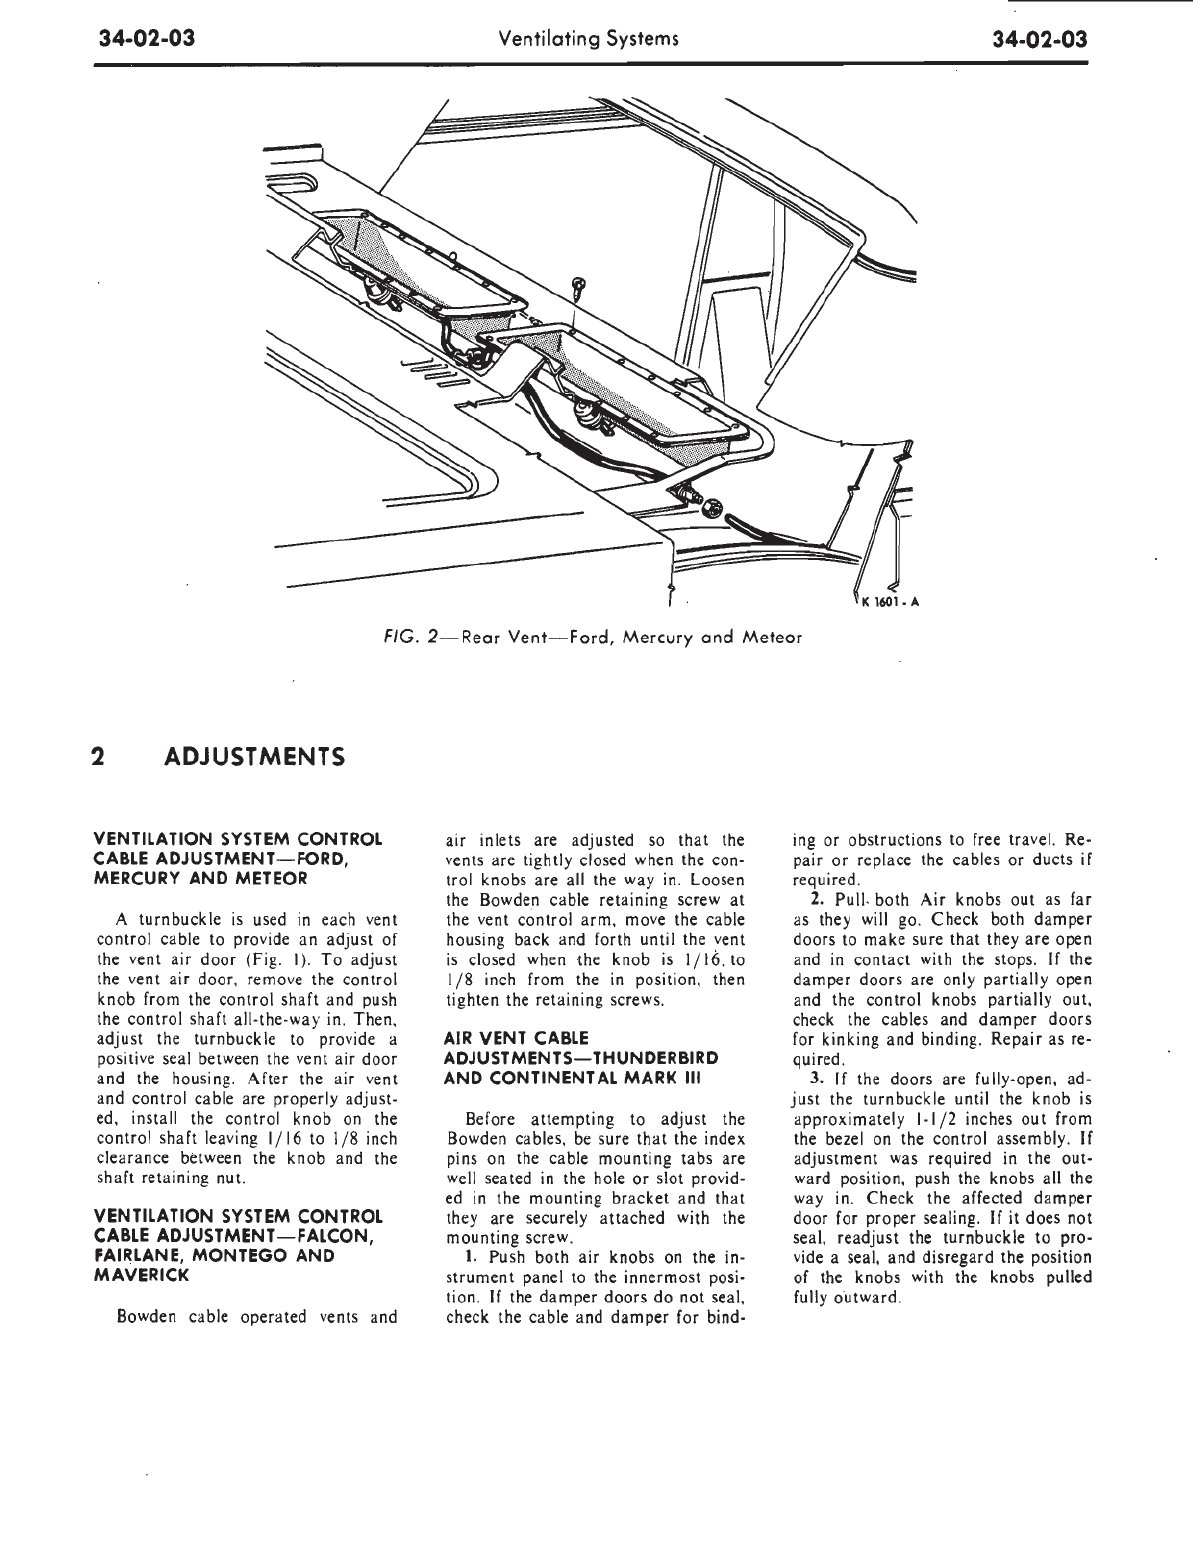 34-02-03
Ventilating Systems
34-02-03
K 1601 - A
FIG. 2—Rear Vent—Ford, Mercury and Meteor
2 ADJUSTMENTS
VENTILATION SYSTEM CONTROL
CABLE ADJUSTMENT—FORD,
MERCURY AND METEOR
A turnbuckle is used in each vent
control cable to provide an adjust of
the vent air door (Fig. 1). To adjust
the vent air door, remove the control
knob from the control shaft and push
the control shaft all-the-way in. Then,
adjust the turnbuckle to provide a
positive seal between the vent air door
and the housing. After the air vent
and control cable are properly adjust-
ed, install the control knob on the
control shaft leaving 1/16 to 1/8 inch
clearance between the knob and the
shaft retaining nut.
VENTILATION SYSTEM CONTROL
CABLE ADJUSTMENT—FALCON,
FAIRLANE, MONTEGO AND
MAVERICK
Bowden cable operated vents and
air inlets are adjusted so that the
vents are tightly closed when the con-
trol knobs are all the way in. Loosen
the Bowden cable retaining screw at
the vent control arm, move the cable
housing back and forth until the vent
is closed when the knob is 1/16 to
1/8 inch from the in position, then
tighten the retaining screws.
AIR VENT CABLE
ADJUSTMENTS—THUNDERBIRD
AND CONTINENTAL MARK III
Before attempting to adjust the
Bowden cables, be sure that the index
pins on the cable mounting tabs are
well seated in the hole or slot provid-
ed in the mounting bracket and that
they are securely attached with the
mounting screw.
1. Push both air knobs on the in-
strument panel to the innermost posi-
tion. If the damper doors do not seal,
check the cable and damper for bind-
ing or obstructions to free travel. Re-
pair or replace the cables or ducts if
required.
2. Pull both Air knobs out as far
as they will go. Check both damper
doors to make sure that they are open
and in contact with the stops. If the
damper doors are only partially open
and the control knobs partially out,
check the cables and damper doors
for kinking and binding. Repair as re-
quired.
3. If the doors are fully-open, ad-
just the turnbuckle until the knob is
approximately 1-1/2 inches out from
the bezel on the control assembly. If
adjustment was required in the out-
ward position, push the knobs all the
way in. Check the affected damper
door for proper sealing. If it does not
seal, readjust the turnbuckle to pro-
vide a seal, and disregard the position
of the knobs with the knobs pulled
fully outward.